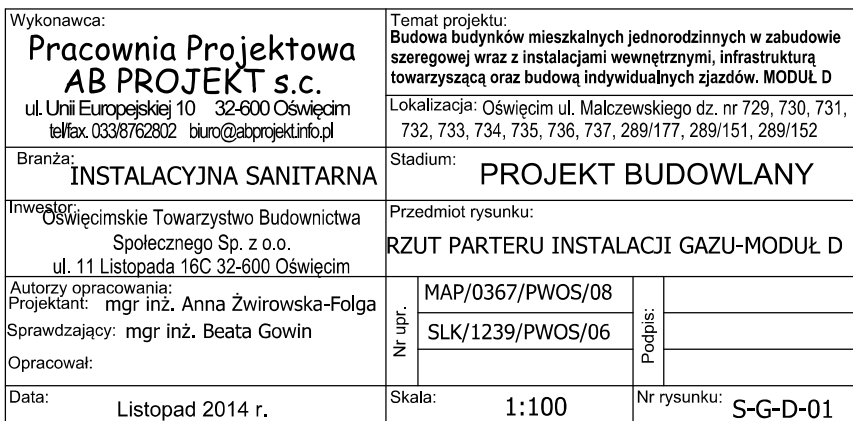 Wykonawca:
Pracownia Projektowa
AB PROJEKT s.c.
ul. Unii Europejskiej 10 32-600 Oświęcim
tel/fax. 033/8762802 biuro@abprojekt.info.pl
Temat projektu:
Budowa budynków mieszkalnych jednorodzinnych w zabudowie
szeregowej wraz z instalacjami wewnętrznymi, infrastrukturą
towarzyszącą oraz budową indywidualnych zjazdów. MODUŁ D
Lokalizacja: Oświęcim ul. Malczewskiego dz. nr 729, 730, 731,
732, 733, 734, 735, 736, 737, 289/177, 289/151, 289/152
Branża:
INSTALACYJNA SANITARNA
Stadium:
PROJEKT BUDOWLANY
Inwestor:
Oświęcimskie Towarzystwo Budownictwa
Społecznego Sp. z o.o.
ul. 11 Listopada 16C 32-600 Oświęcim
Przedmiot rysunku:
RZUT PARTERU INSTALACJI GAZU-MODUŁ D
Autorzy opracowania:
Projektant: mgr inż. Anna Żwirowska-Folga
Sprawdzający: mgr inż. Beata Gowin
Opracował:
Nr upr.
MAP/0367/PWOS/08
SLK/1239/PWOS/06
Podpis:
Data:
Listopad 2014 r.
Skala:
1:100
Nr rysunku: S-G-D-01